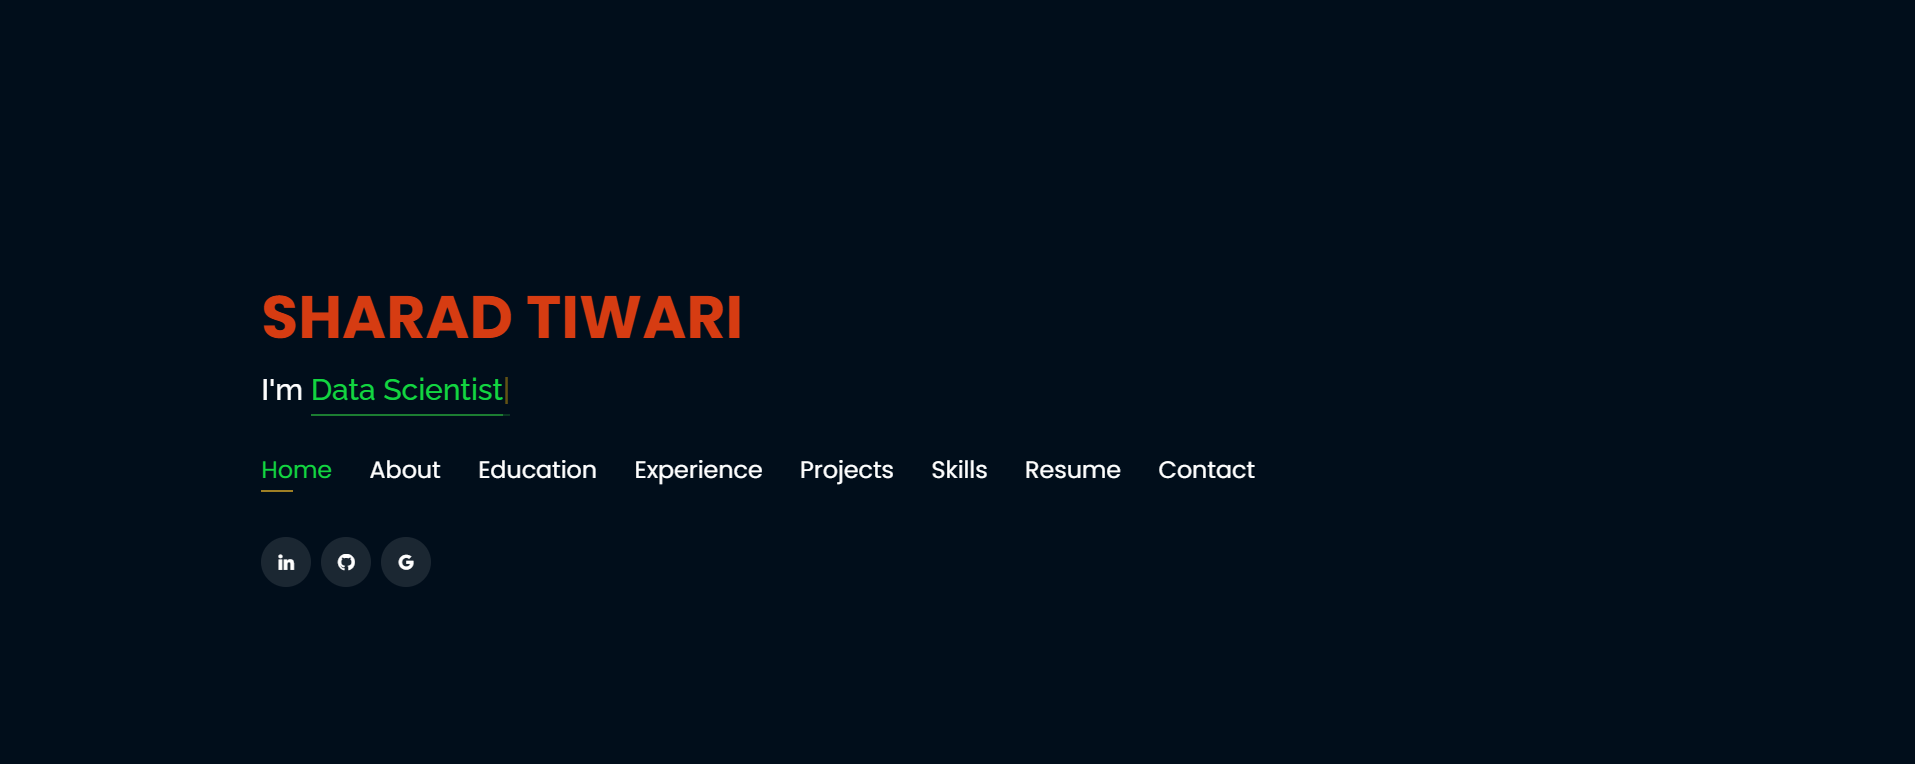 SHARAD TIWARI
I'm Data Scientist|
Home About Education Experience Projects Skills Resume Contact
in G